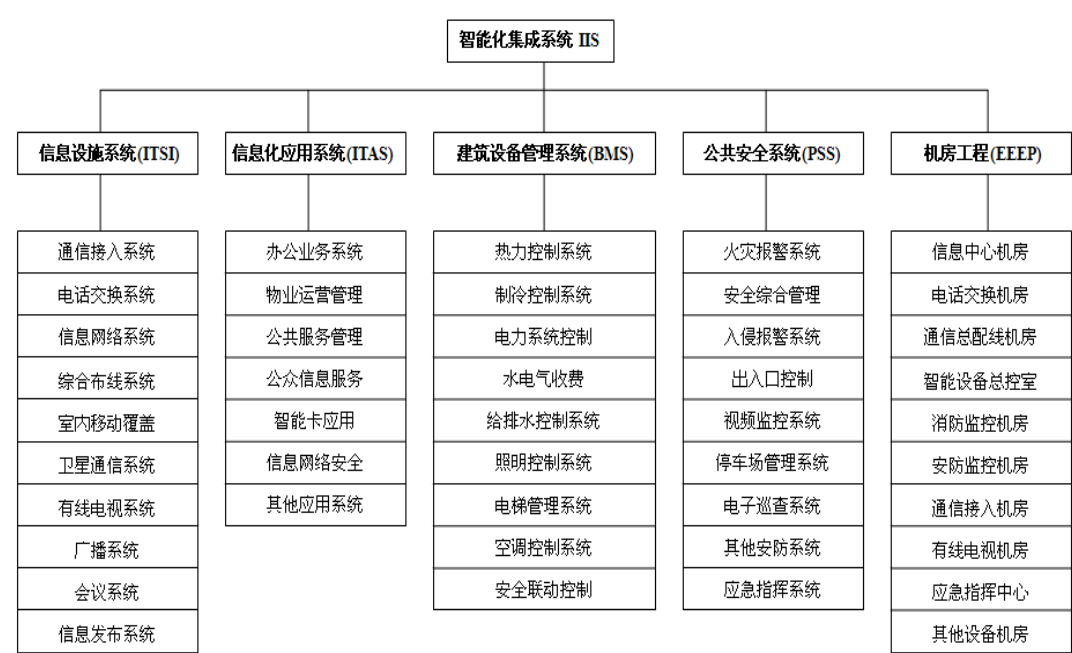 智能化集成系统 IIS
信息设施系统(ITSI)
信息化应用系统(ITAS)
建筑设备管理系统(BMS)
公共安全系统(PSS)
机房工程(EEEP)
通信接入系统
电话交换系统
信息网络系统
综合布线系统
室内移动覆盖
卫星通信系统
有线电视系统
广播系统
会议系统
信息发布系统
办公业务系统
物业运营管理
公共服务管理
公众信息服务
智能卡应用
信息网络安全
其他应用系统
热力控制系统
制冷控制系统
电力系统控制
水电气收费
给排水控制系统
照明控制系统
电梯管理系统
空调控制系统
安全联动控制
火灾报警系统
安全综合管理
入侵报警系统
出入口控制
视频监控系统
停车场管理系统
电子巡查系统
其他安防系统
应急指挥系统
信息中心机房
电话交换机房
通信总配线机房
智能设备总控室
消防监控机房
安防监控机房
通信接入机房
有线电视机房
应急指挥中心
其他设备机房